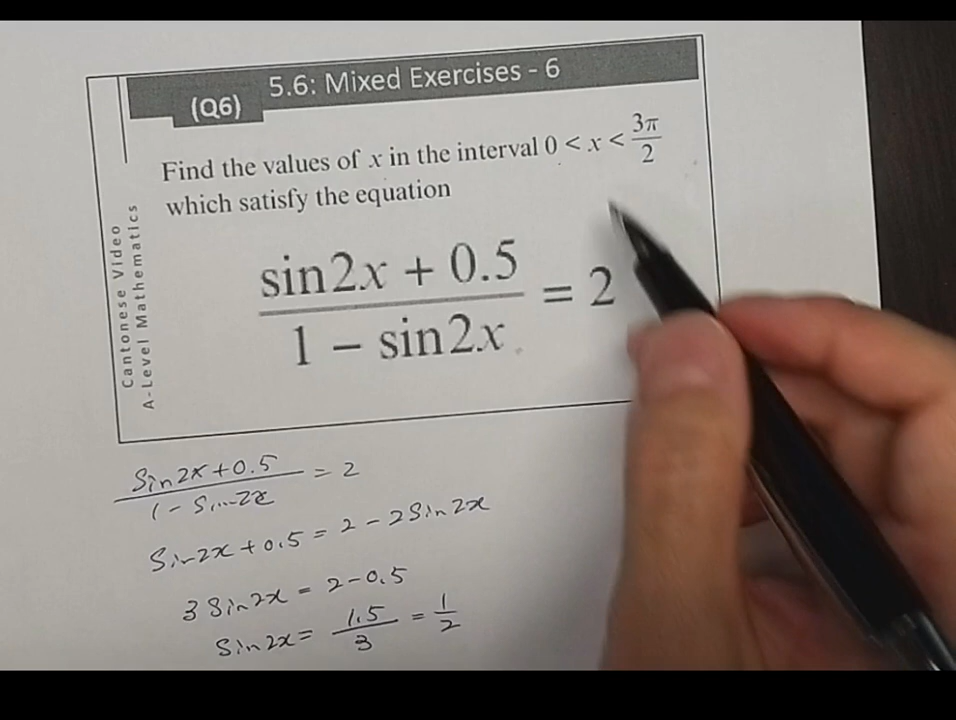 5.6: Mixed Exercises - 6
(Q6)
Find the values of x in the interval 0 < x < 3π/2
which satisfy the equation
sin2x + 0.5
1 − sin2x
= 2
Cantonese Video
A-Level Mathematics
Sin2x+0.5
1-Sin2x
= 2
Sin2x+0.5 = 2-2Sin2x
3Sin2x = 2-0.5
Sin2x = 1.5/3 = 1/2